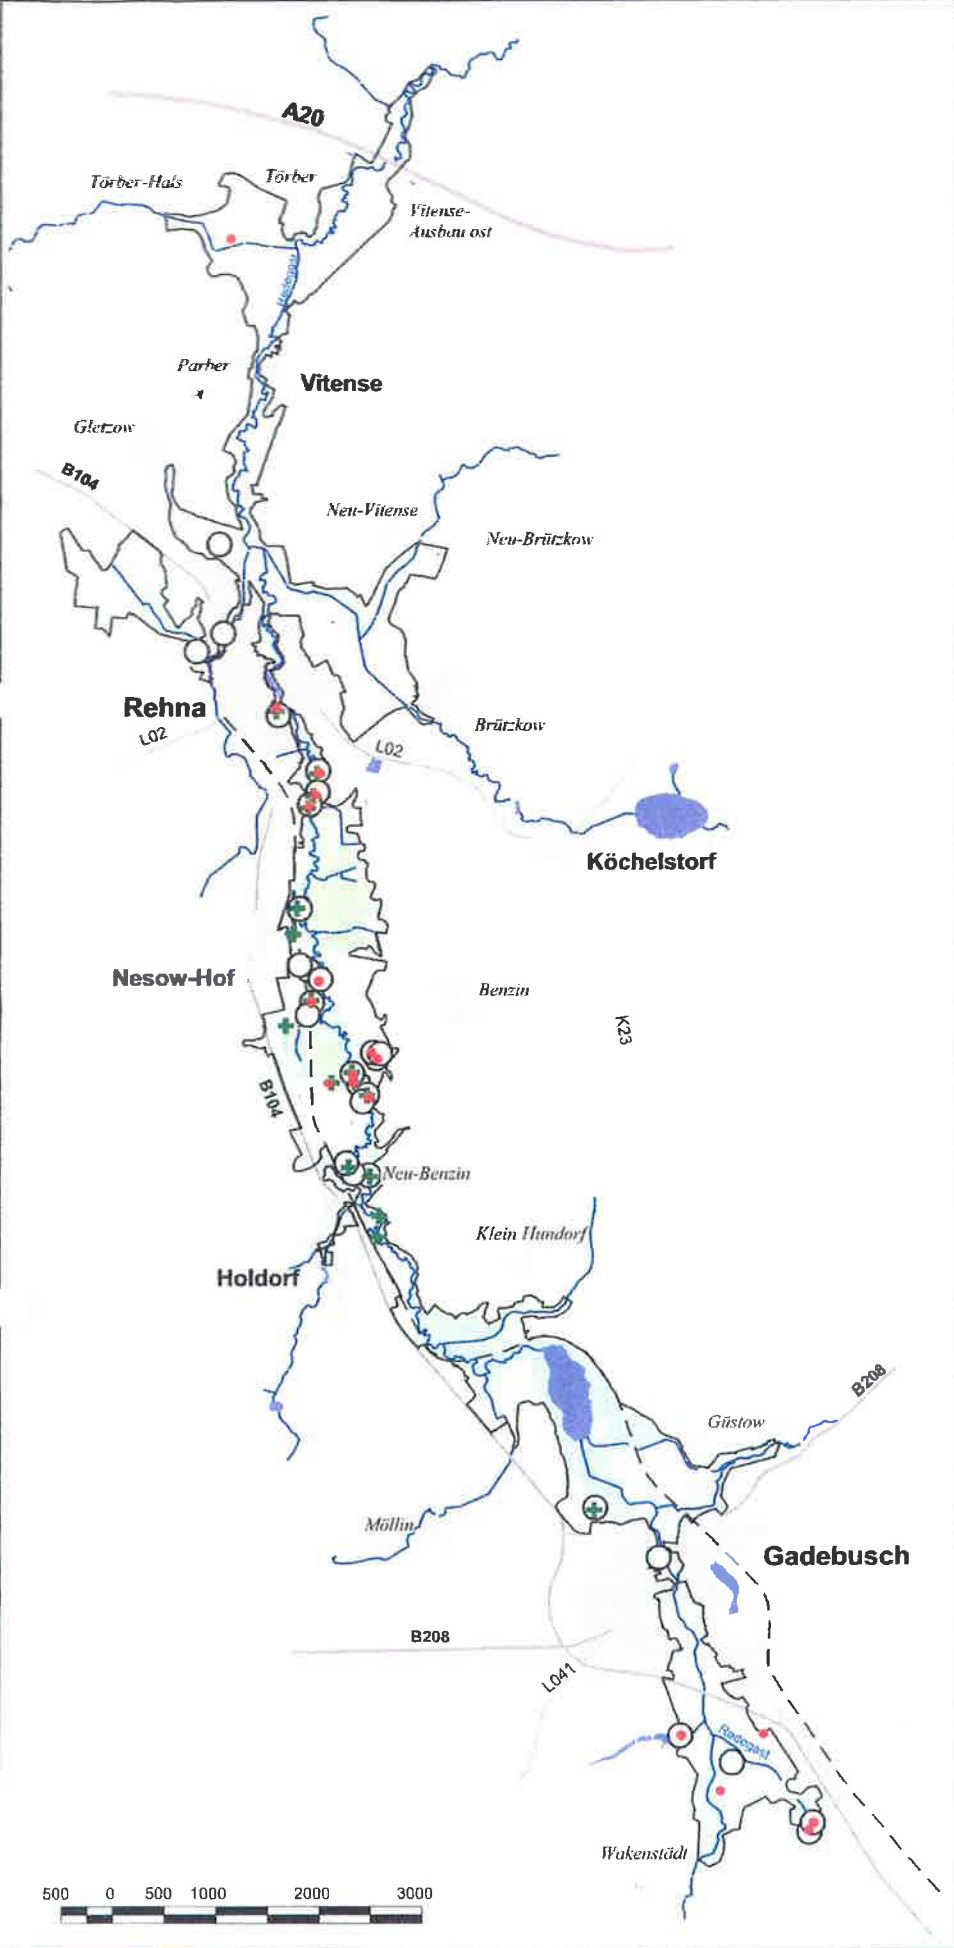 A20
Törber
Törber-Hals
Vitense-
Ausbau ost
Radegast
Parber
Vitense
Gletzow
B104
Neu-Vitense
Neu-Brützkow
Rehna
L02
Brützkow
L02
Köchelstorf
Nesow-Hof
Benzin
K23
B104
Neu-Benzin
Klein Hundorf
Holdorf
B208
Güstow
Möllin
Gadebusch
B208
L041
Radegast
Wakenstädt
500 0 500 1000 2000 3000